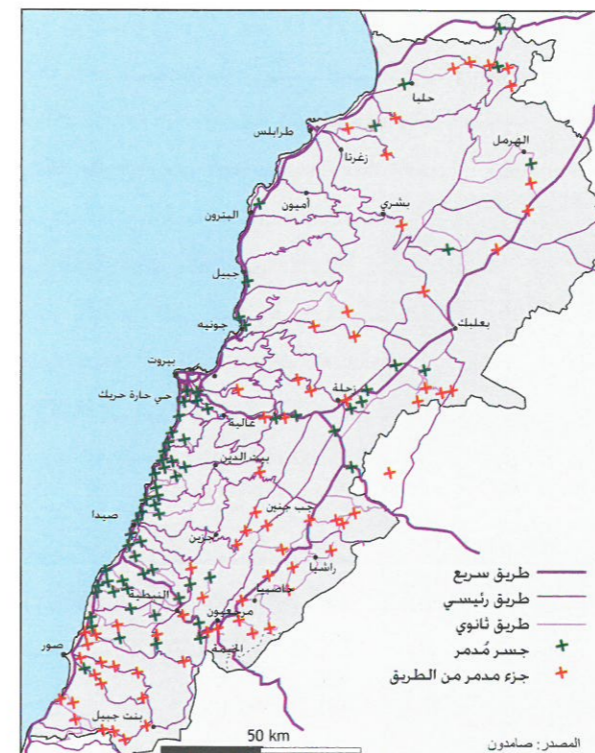 حلبا
طرابلس
الهرمل
زغرتا
أميون
بشري
البترون
جبيل
جونيه
بعلبك
بيروت
زحلة
حي حارة حريك
عالية
بيت الدين
جب جنين
صيدا
جزين
راشيا
حاصبيا
النبطية
مرجعيون
الخيمة
صور
بنت جبيل
طريق سريع
طريق رئيسي
طريق ثانوي
جسر مُدمر
جزء مدمر من الطريق
50 km
المصدر: صامدون